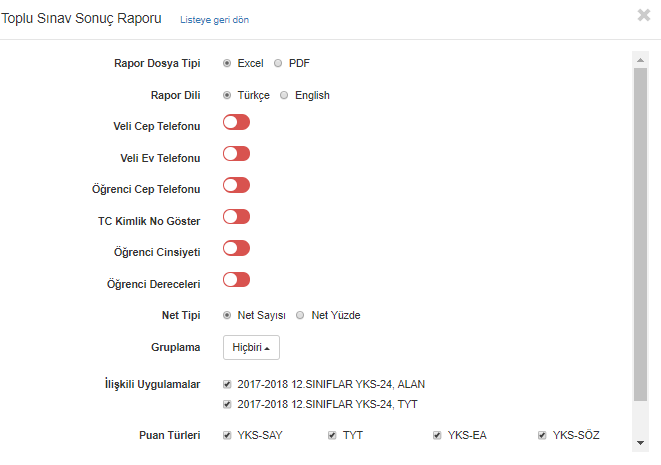 Toplu Sınav Sonuç Raporu Listeye geri dön
Rapor Dosya Tipi Excel PDF
Rapor Dili Türkçe English
Veli Cep Telefonu
Veli Ev Telefonu
Öğrenci Cep Telefonu
TC Kimlik No Göster
Öğrenci Cinsiyeti
Öğrenci Dereceleri
Net Tipi Net Sayısı Net Yüzde
Gruplama Hiçbiri
İlişkili Uygulamalar 2017-2018 12.SINIFLAR YKS-24, ALAN
2017-2018 12.SINIFLAR YKS-24, TYT
Puan Türleri YKS-SAY TYT YKS-EA YKS-SÖZ